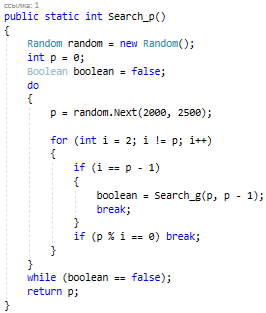 ссылка: 1
public static int Search_p()
{
Random random = new Random();
int p = 0;
Boolean boolean = false;
do
{
p = random.Next(2000, 2500);
for (int i = 2; i != p; i++)
{
if (i == p - 1)
{
boolean = Search_g(p, p - 1);
break;
}
if (p % i == 0) break;
}
}
while (boolean == false);
return p;
}